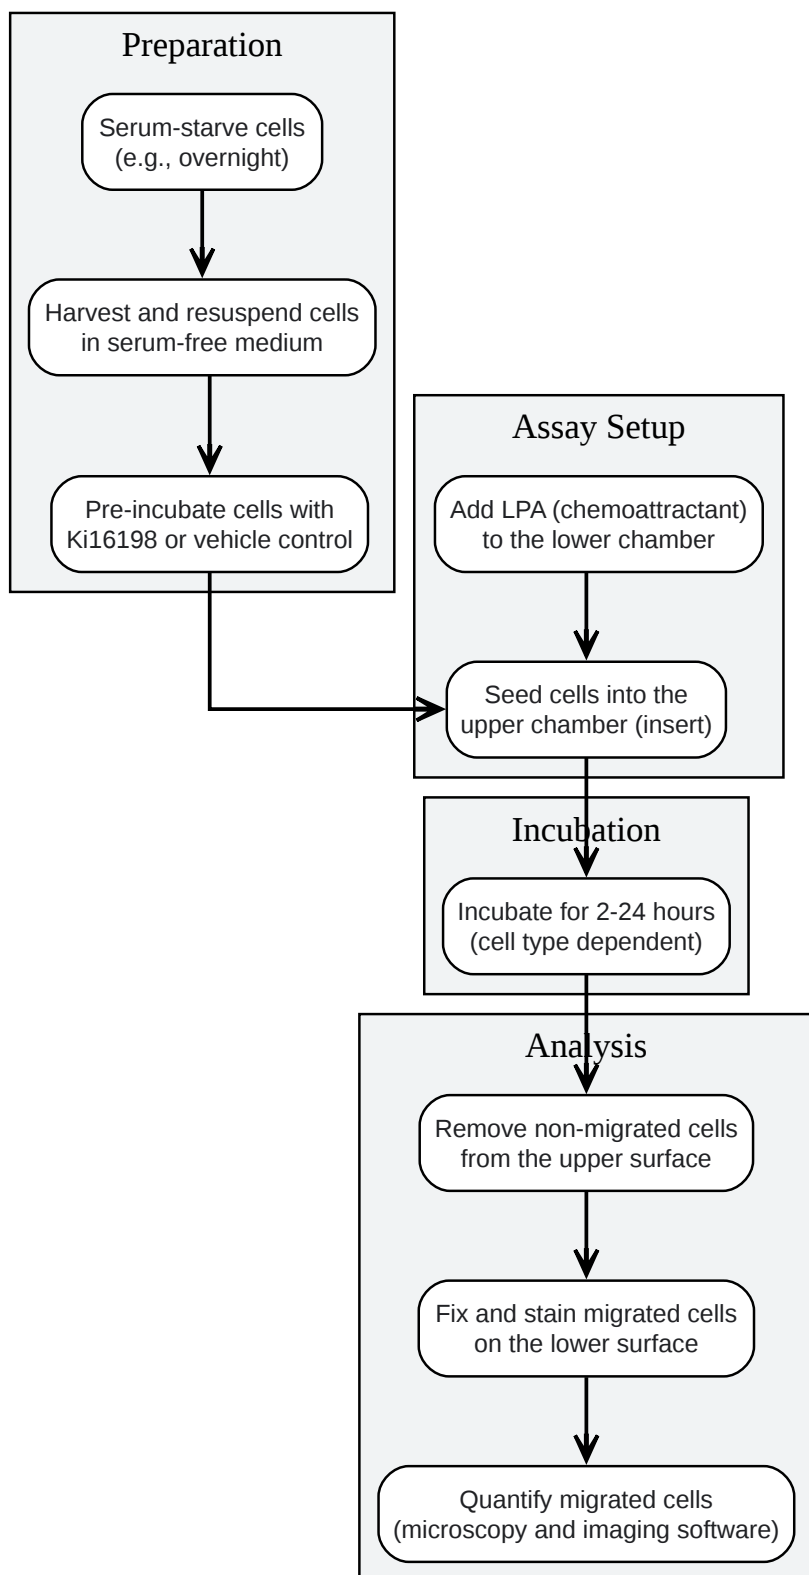 Preparation
Serum-starve cells
(e.g., overnight)
Harvest and resuspend cells
in serum-free medium
Pre-incubate cells with
Ki16198 or vehicle control
Assay Setup
Add LPA (chemoattractant)
to the lower chamber
Seed cells into the
upper chamber (insert)
Incubation
Incubate for 2-24 hours
(cell type dependent)
Analysis
Remove non-migrated cells
from the upper surface
Fix and stain migrated cells
on the lower surface
Quantify migrated cells
(microscopy and imaging software)